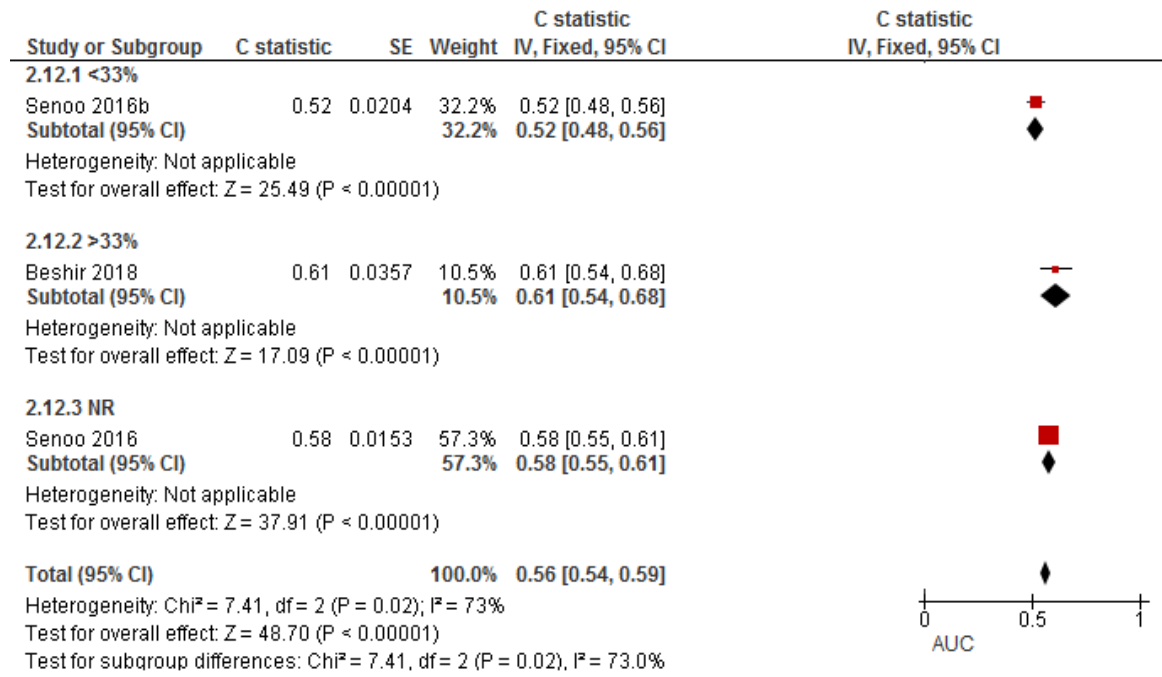 C statistic C statistic
Study or Subgroup C statistic SE Weight IV, Fixed, 95% CI IV, Fixed, 95% CI
2.12.1 <33%
Senoo 2016b 0.52 0.0204 32.2% 0.52 [0.48, 0.56]
Subtotal (95% CI) 32.2% 0.52 [0.48, 0.56]
Heterogeneity: Not applicable
Test for overall effect: Z = 25.49 (P < 0.00001)
2.12.2 >33%
Beshir 2018 0.61 0.0357 10.5% 0.61 [0.54, 0.68]
Subtotal (95% CI) 10.5% 0.61 [0.54, 0.68]
Heterogeneity: Not applicable
Test for overall effect: Z = 17.09 (P < 0.00001)
2.12.3 NR
Senoo 2016 0.58 0.0153 57.3% 0.58 [0.55, 0.61]
Subtotal (95% CI) 57.3% 0.58 [0.55, 0.61]
Heterogeneity: Not applicable
Test for overall effect: Z = 37.91 (P < 0.00001)
Total (95% CI) 100.0% 0.56 [0.54, 0.59]
Heterogeneity: Chi² = 7.41, df = 2 (P = 0.02); I² = 73%
Test for overall effect: Z = 48.70 (P < 0.00001)
Test for subgroup differences: Chi² = 7.41, df = 2 (P = 0.02), I² = 73.0%
0 0.5 1
AUC